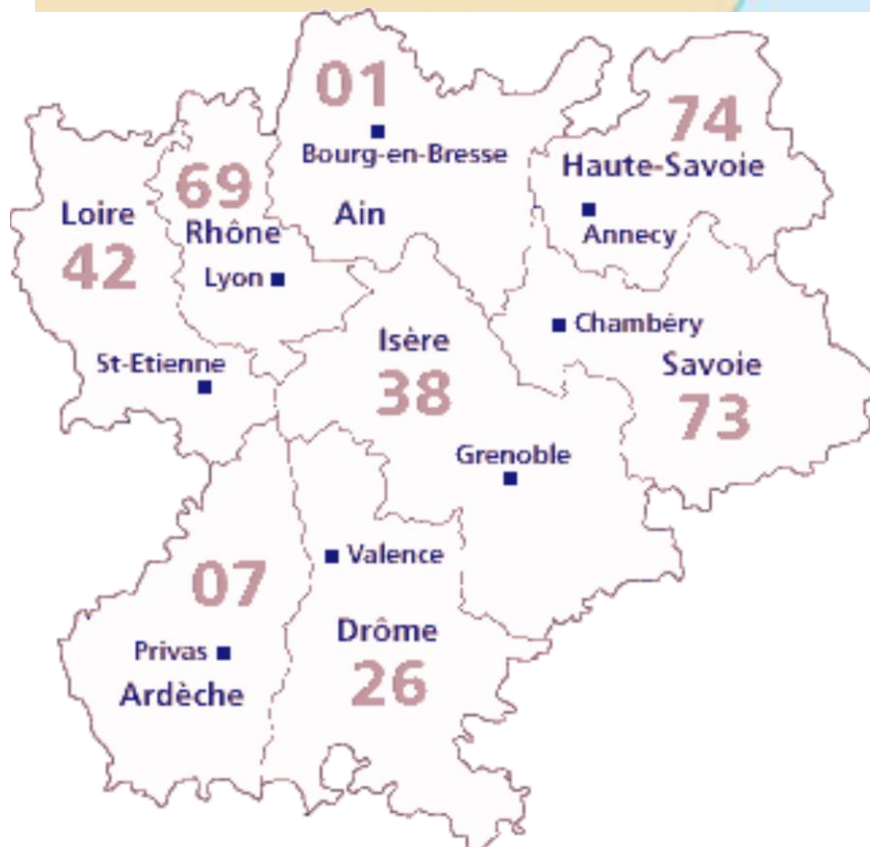 01
Bourg-en-Bresse
Ain
74
Haute-Savoie
Annecy
69
Rhône
Lyon
Loire
42
St-Etienne
Isère
38
Grenoble
Chambéry
Savoie
73
07
Privas
Ardèche
Valence
Drôme
26